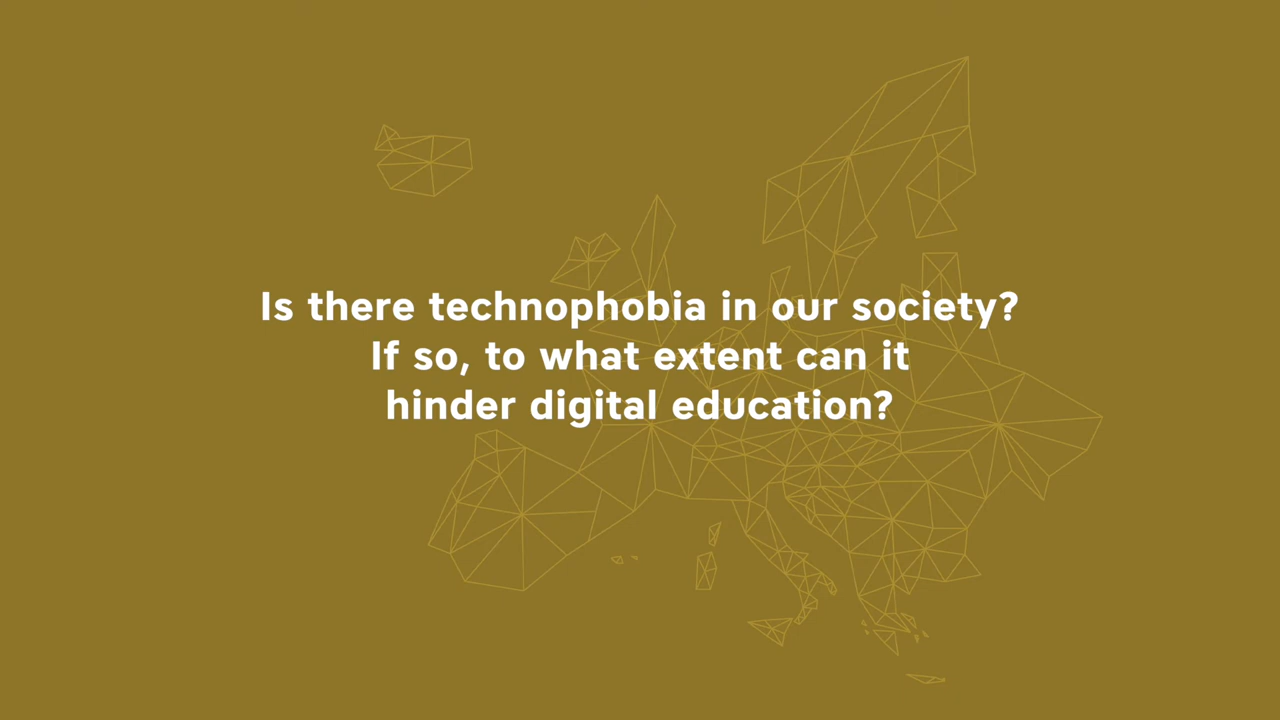 Is there technophobia in our society?
If so, to what extent can it
hinder digital education?